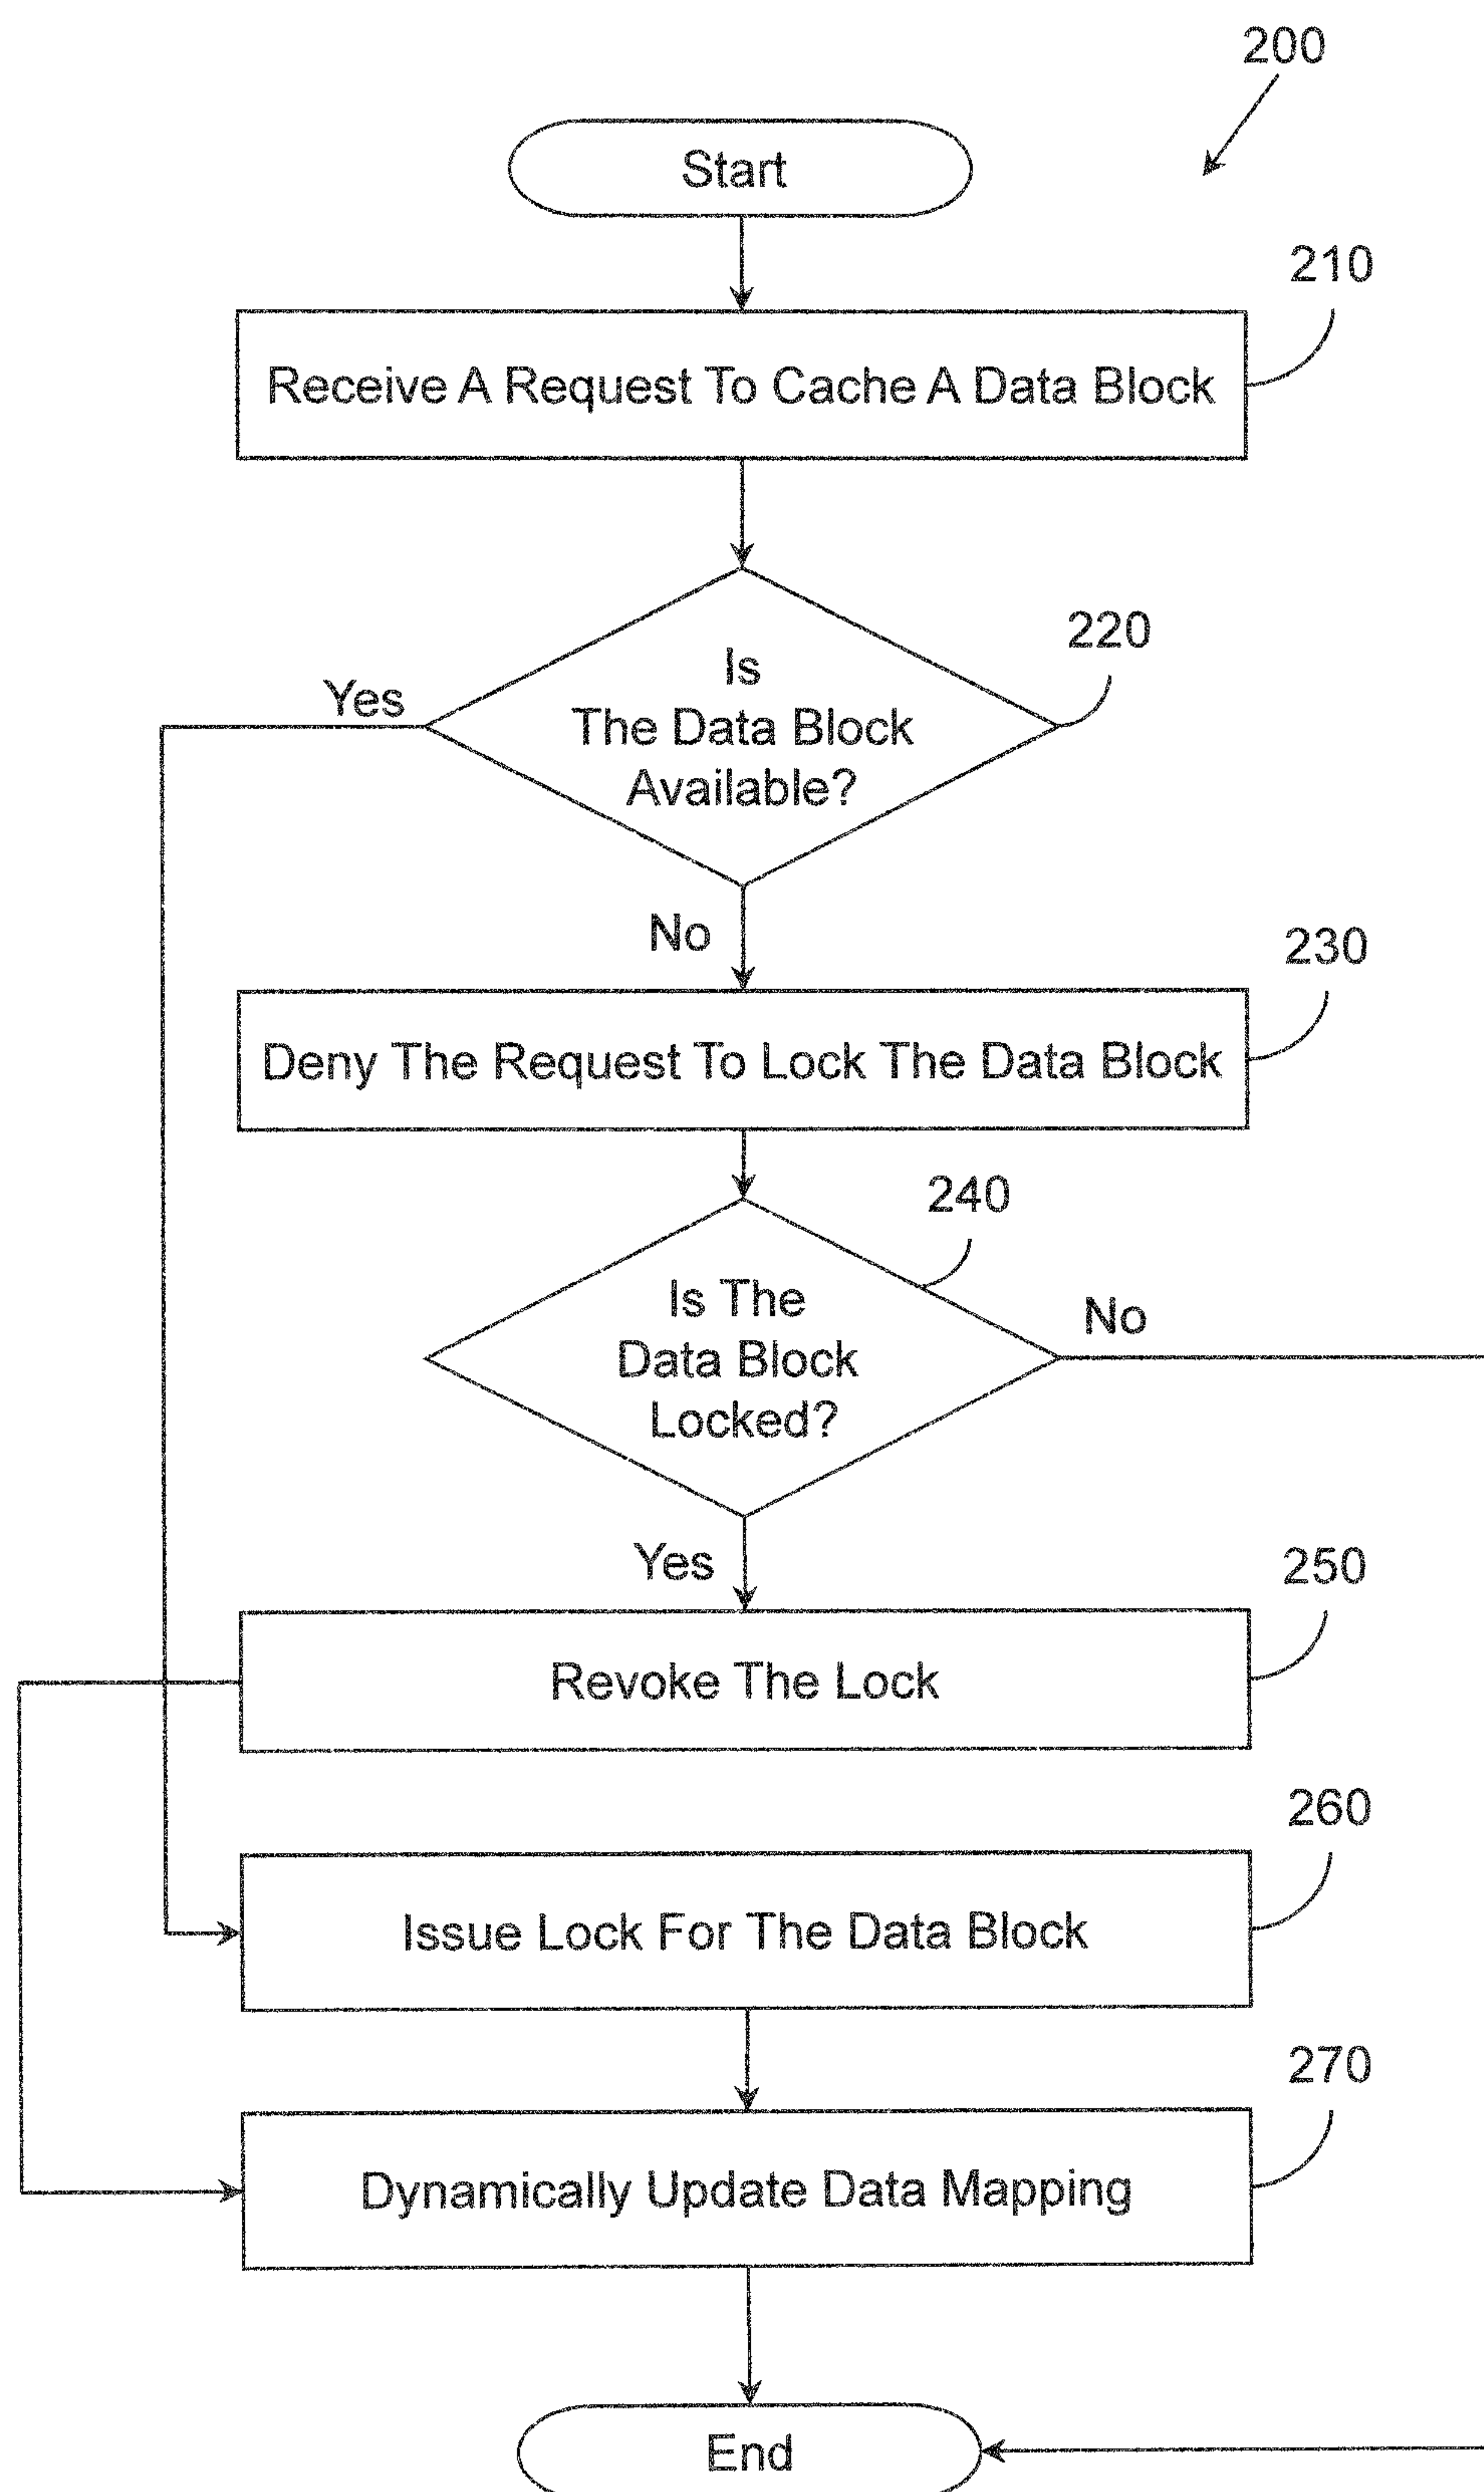 200
Start
210
Receive A Request To Cache A Data Block
220
Is
Yes
The Data Block
Available?
No
230
Deny The Request To Lock The Data Block
240
Is The
No
Data Block
Locked?
Yes
250
Revoke The Lock
260
Issue Lock For The Data Block
270
Dynamically Update Data Mapping
End